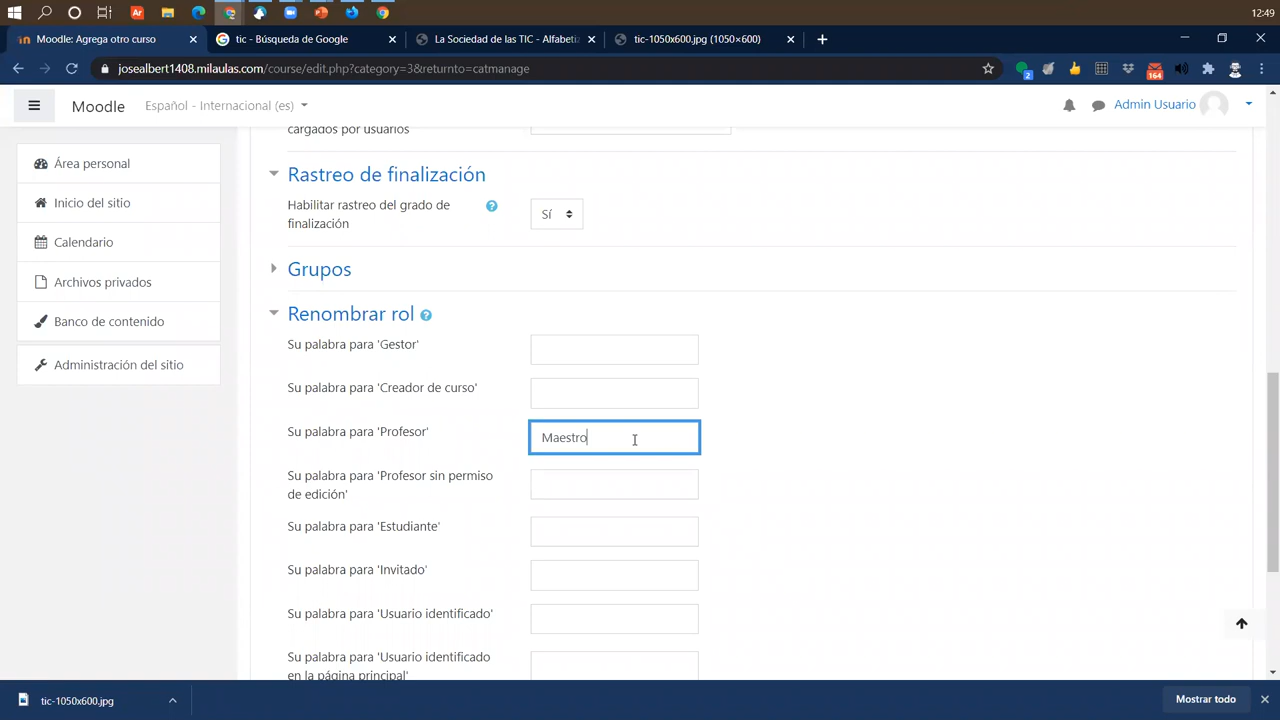 12:49
Moodle: Agrega otro curso
tic - Búsqueda de Google
La Sociedad de las TIC - Alfabetiz
tic-1050x600.jpg (1050×600)
josealbert1408.milaulas.com/course/edit.php?category=3&returnto=catmanage
2
164
Moodle
Español - Internacional (es)
Admin Usuario
Área personal
Inicio del sitio
Calendario
Archivos privados
Banco de contenido
Administración del sitio
cargados por usuarios
Rastreo de finalización
Habilitar rastreo del grado de
finalización
Sí
Grupos
Renombrar rol
Su palabra para 'Gestor'
Su palabra para 'Creador de curso'
Su palabra para 'Profesor'
Maestro
Su palabra para 'Profesor sin permiso
de edición'
Su palabra para 'Estudiante'
Su palabra para 'Invitado'
Su palabra para 'Usuario identificado'
Su palabra para 'Usuario identificado
en la página principal'
tic-1050x600.jpg
Mostrar todo